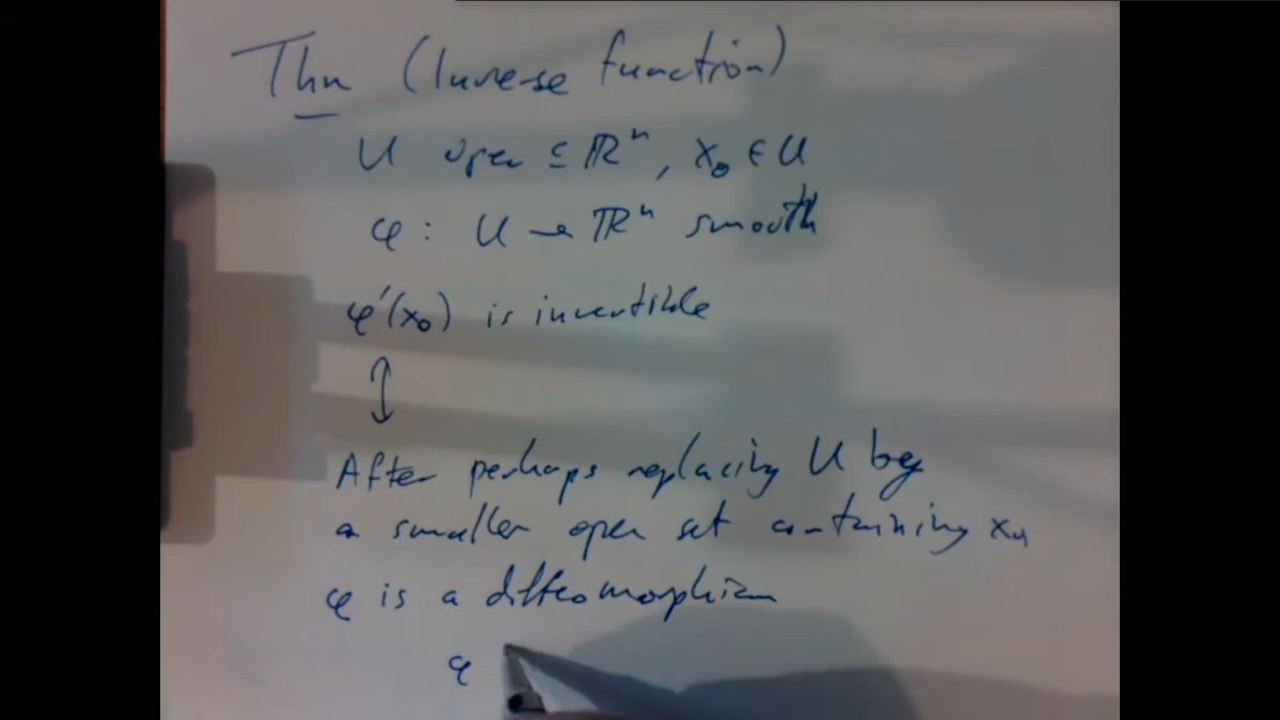 Thm (Inverse function)
U open ⊆ ℝⁿ, x₀ ∈ U
φ : U → ℝⁿ smooth
φ'(x₀) is invertible
↕
After perhaps replacing U by
a smaller open set containing x₀
φ is a diffeomorphism
φ